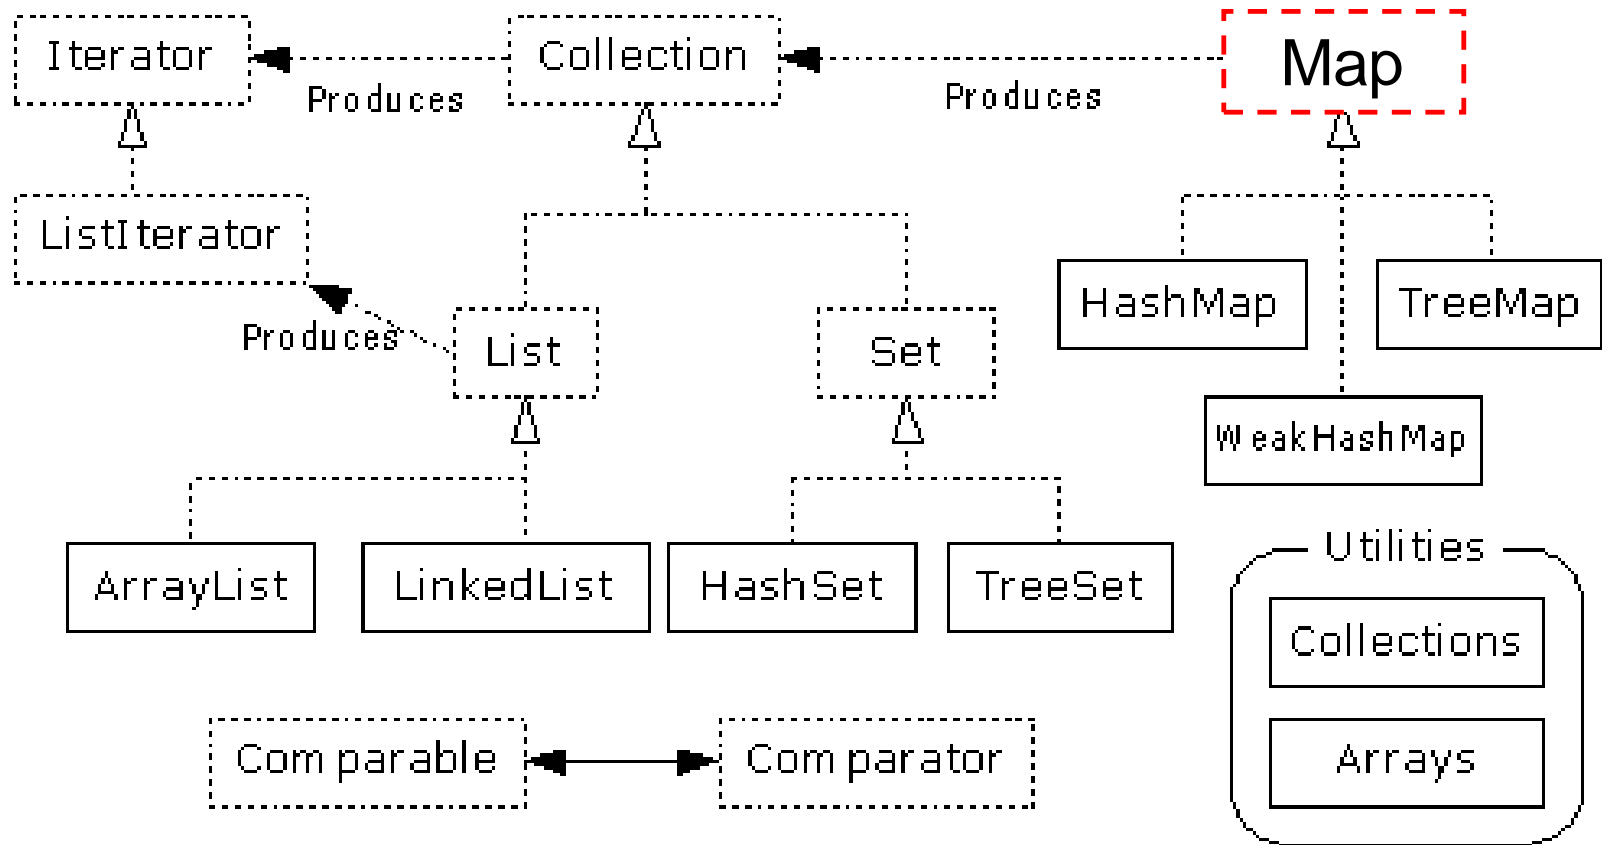 Iterator
Collection
Map
Produces
Produces
ListIterator
Produces
List
Set
HashMap
TreeMap
WeakHashMap
ArrayList
LinkedList
HashSet
TreeSet
Utilities
Collections
Arrays
Comparable
Comparator